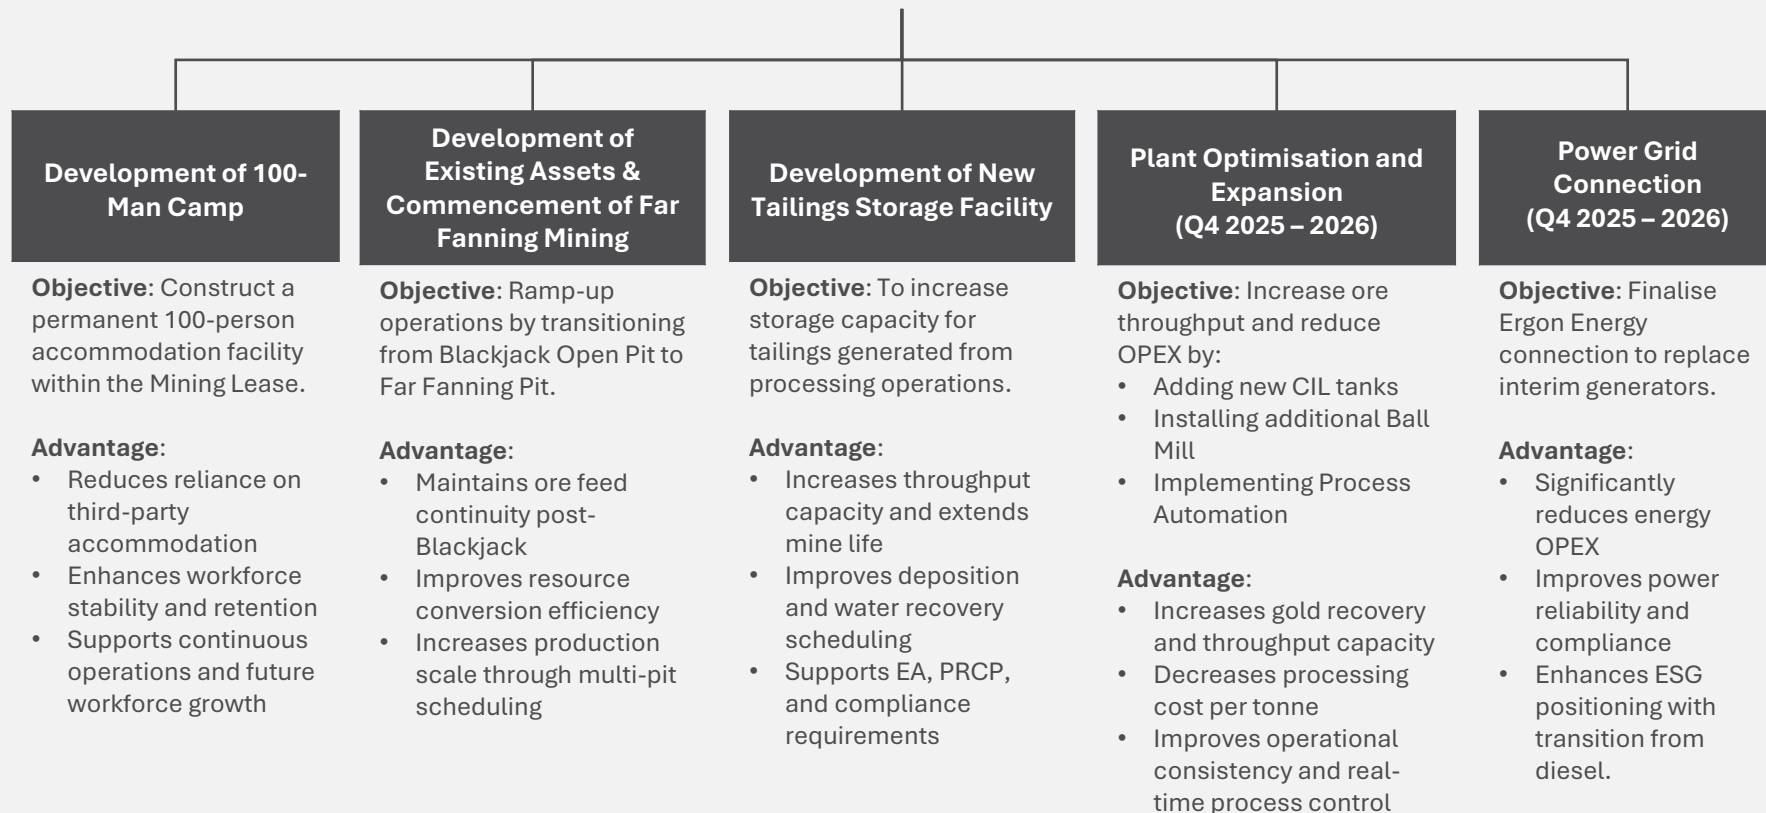 Development of 100-
Man Camp
Objective: Construct a
permanent 100-person
accommodation facility
within the Mining Lease.
Advantage:
• Reduces reliance on
third-party
accommodation
• Enhances workforce
stability and retention
• Supports continuous
operations and future
workforce growth
Development of
Existing Assets &
Commencement of Far
Fanning Mining
Objective: Ramp-up
operations by transitioning
from Blackjack Open Pit to
Far Fanning Pit.
Advantage:
• Maintains ore feed
continuity post-
Blackjack
• Improves resource
conversion efficiency
• Increases production
scale through multi-pit
scheduling
Development of New
Tailings Storage Facility
Objective: To increase
storage capacity for
tailings generated from
processing operations.
Advantage:
• Increases throughput
capacity and extends
mine life
• Improves deposition
and water recovery
scheduling
• Supports EA, PRCP,
and compliance
requirements
Plant Optimisation and
Expansion
(Q4 2025 – 2026)
Objective: Increase ore
throughput and reduce
OPEX by:
• Adding new CIL tanks
• Installing additional Ball
Mill
• Implementing Process
Automation
Advantage:
• Increases gold recovery
and throughput capacity
• Decreases processing
cost per tonne
• Improves operational
consistency and real-
time process control
Power Grid
Connection
(Q4 2025 – 2026)
Objective: Finalise
Ergon Energy
connection to replace
interim generators.
Advantage:
• Significantly
reduces energy
OPEX
• Improves power
reliability and
compliance
• Enhances ESG
positioning with
transition from
diesel.